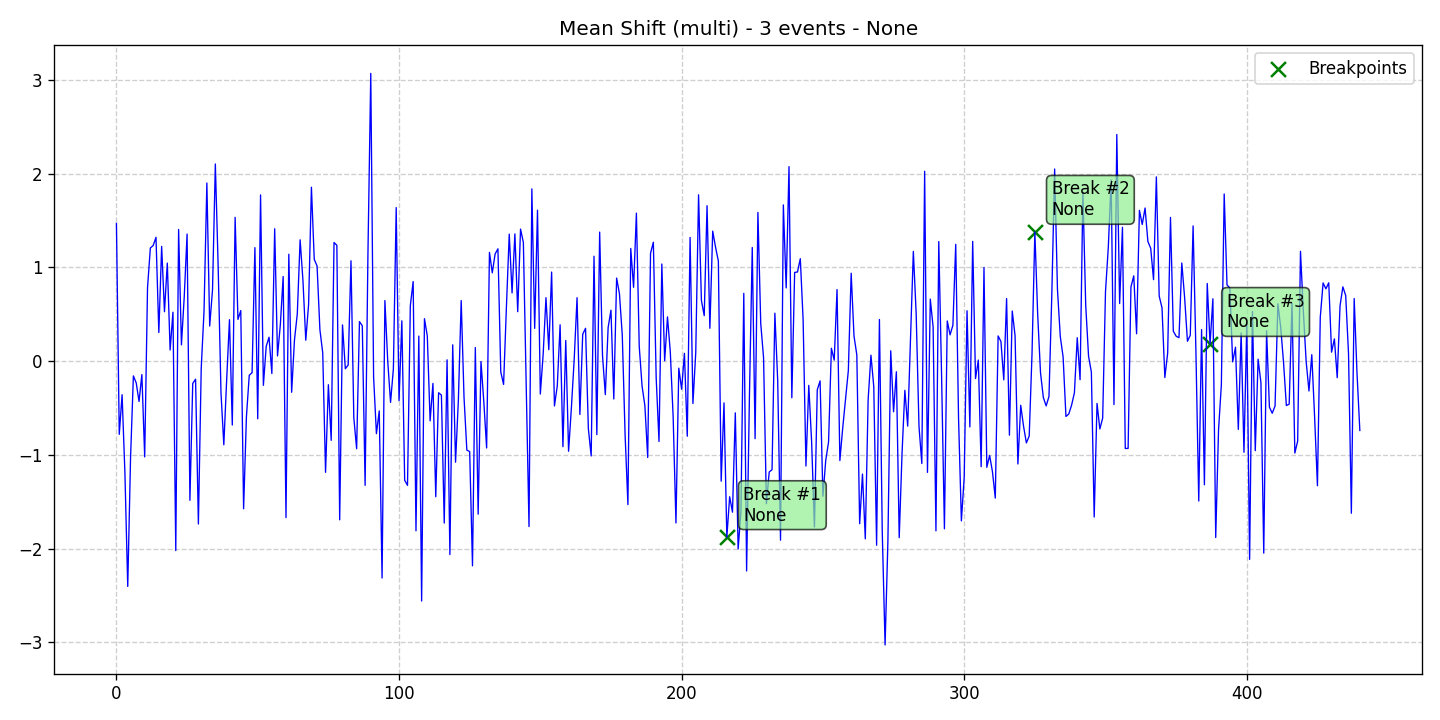 Mean Shift (multi) - 3 events - None
Breakpoints
3
2
1
0
−1
−2
−3
Break #2
None
Break #3
None
Break #1
None
0 100 200 300 400